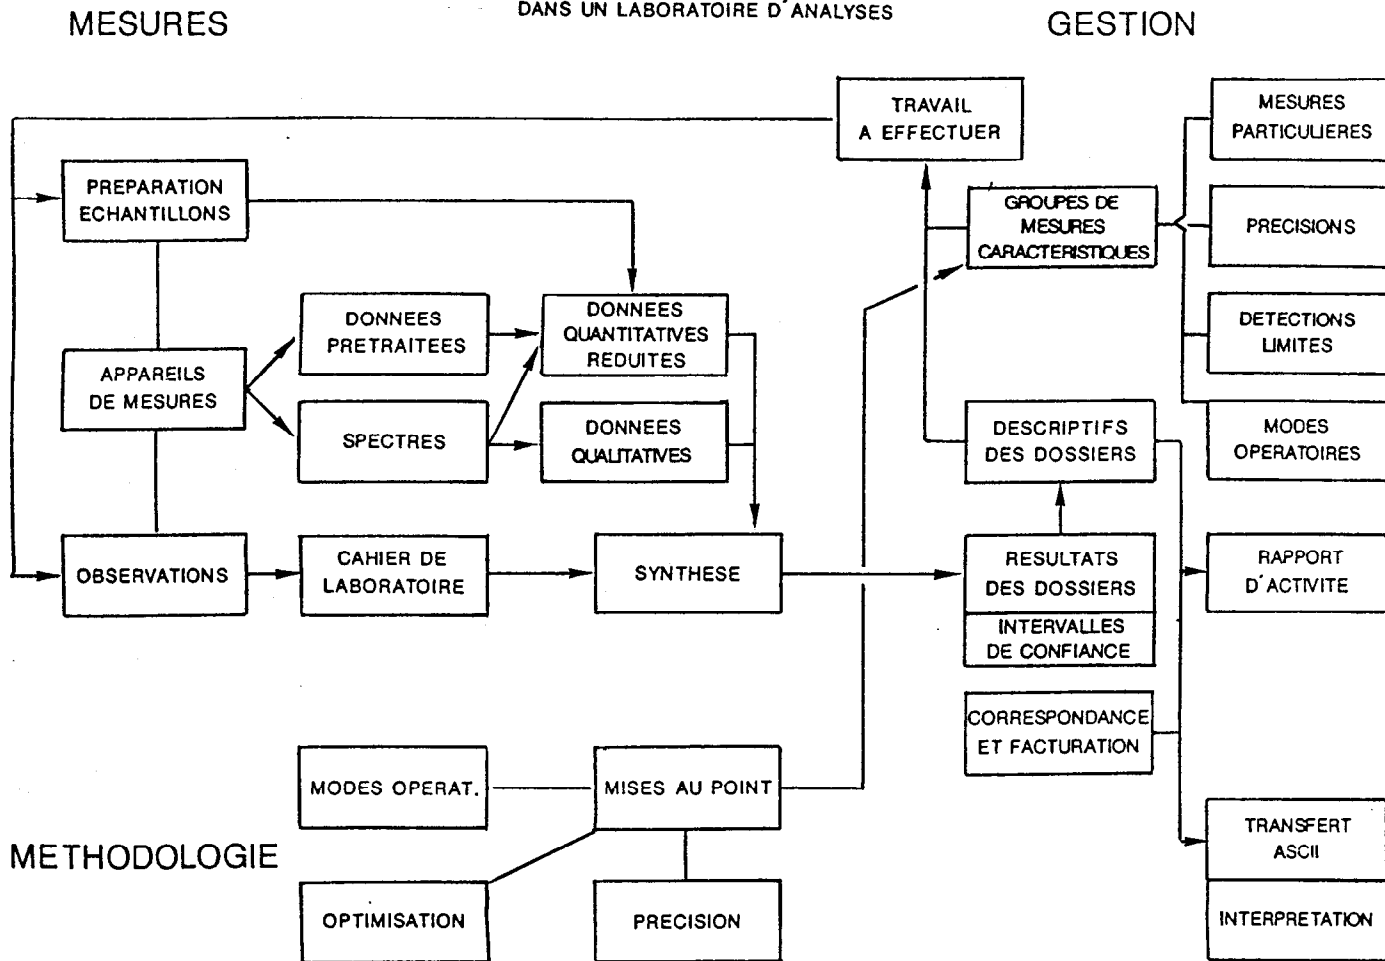 DANS UN LABORATOIRE D'ANALYSES
MESURES
GESTION
TRAVAIL
A EFFECTUER
MESURES
PARTICULIERES
PREPARATION
ECHANTILLONS
GROUPES DE
MESURES
CARACTERISTIQUES
PRECISIONS
DONNEES
PRETRAITEES
DONNEES
QUANTITATIVES
REDUITES
DETECTIONS
LIMITES
APPAREILS
DE MESURES
SPECTRES
DONNEES
QUALITATIVES
DESCRIPTIFS
DES DOSSIERS
MODES
OPERATOIRES
OBSERVATIONS
CAHIER DE
LABORATOIRE
SYNTHESE
RESULTATS
DES DOSSIERS
INTERVALLES
DE CONFIANCE
RAPPORT
D'ACTIVITE
CORRESPONDANCE
ET FACTURATION
MODES OPERAT.
MISES AU POINT
TRANSFERT
ASCII
METHODOLOGIE
OPTIMISATION
PRECISION
INTERPRETATION